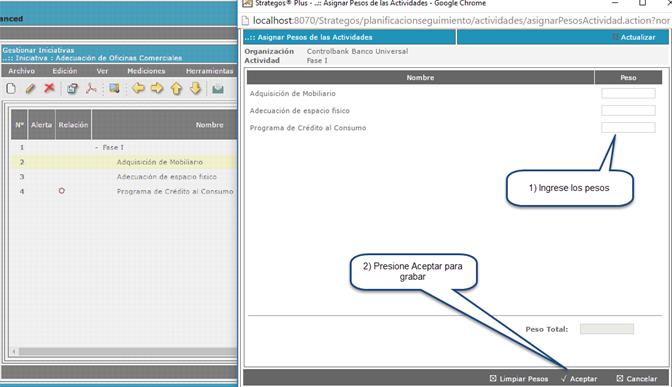 anced
Gestionar Iniciativas
..:: Iniciativa : Adecuación de Oficinas Comerciales
Archivo Edición Ver Mediciones Herramientas
Nº Alerta Relación Nombre
1 - Fase I
2 Adquisición de Mobiliario
3 Adecuación de espacio fisico
4 Programa de Crédito al Consumo
Strategos® Plus - ..:: Asignar Pesos de las Actividades - Google Chrome
localhost:8070/Strategos/planificacionseguimiento/actividades/asignarPesosActividad.action?nor
..:: Asignar Pesos de las Actividades Actualizar
Organización Controlbank Banco Universal
Actividad Fase I
Nombre Peso
Adquisición de Mobiliario
Adecuación de espacio fisico
Programa de Crédito al Consumo
1) Ingrese los pesos
2) Presione Aceptar para
grabar
Peso Total:
Limpiar Pesos Aceptar Cancelar